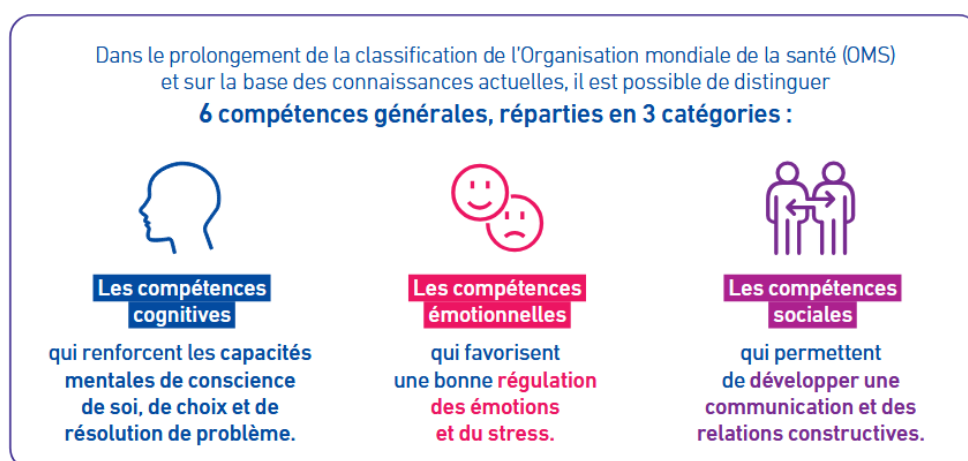 Dans le prolongement de la classification de l'Organisation mondiale de la santé (OMS)
et sur la base des connaissances actuelles, il est possible de distinguer
6 compétences générales, réparties en 3 catégories :
Les compétences
cognitives
qui renforcent les capacités
mentales de conscience
de soi, de choix et de
résolution de problème.
Les compétences
émotionnelles
qui favorisent
une bonne régulation
des émotions
et du stress.
Les compétences
sociales
qui permettent
de développer une
communication et des
relations constructives.